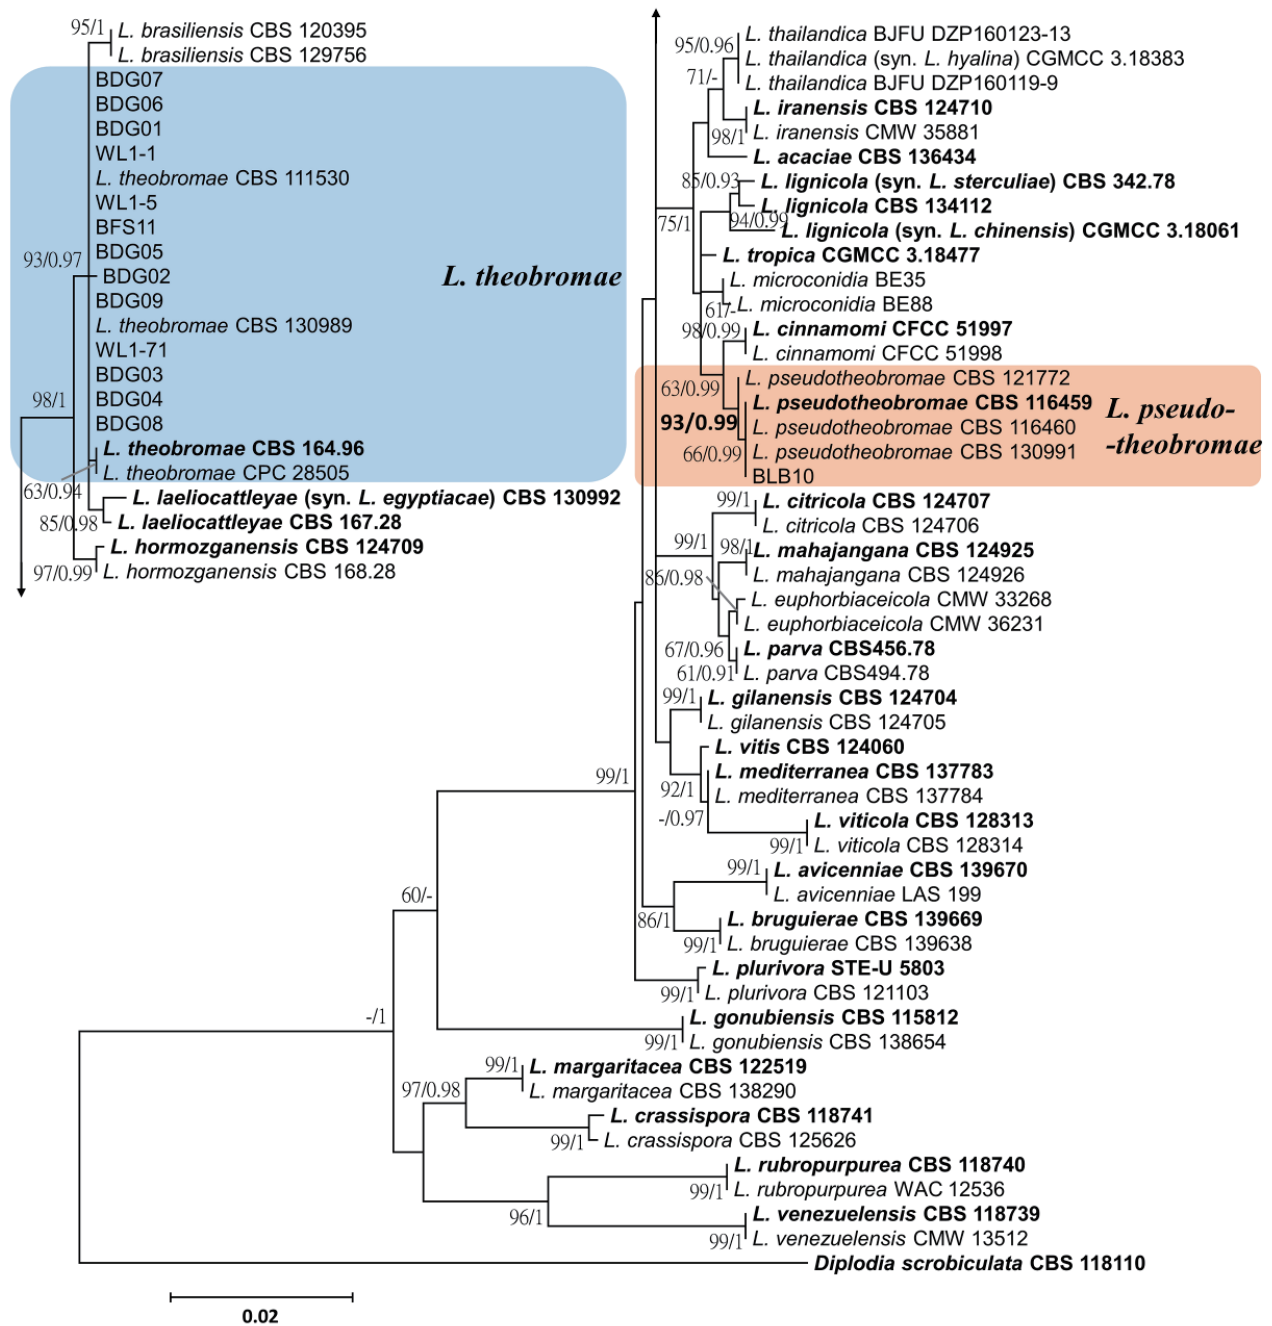 95/1
L. brasiliensis CBS 120395
L. brasiliensis CBS 129756
BDG07
BDG06
BDG01
WL1-1
L. theobromae CBS 111530
WL1-5
BFS11
BDG05
93/0.97
BDG02
L. theobromae
BDG09
L. theobromae CBS 130989
WL1-71
BDG03
BDG04
98/1
BDG08
L. theobromae CBS 164.96
L. theobromae CPC 28505
63/0.94
L. laeliocattleyae (syn. L. egyptiacae) CBS 130992
85/0.98
L. laeliocattleyae CBS 167.28
L. hormozganensis CBS 124709
97/0.99
L. hormozganensis CBS 168.28
L. thailandica BJFU DZP160123-13
95/0.96
L. thailandica (syn. L. hyalina) CGMCC 3.18383
71/-
L. thailandica BJFU DZP160119-9
L. iranensis CBS 124710
98/1
L. iranensis CMW 35881
L. acaciae CBS 136434
85/0.93
L. lignicola (syn. L. sterculiae) CBS 342.78
L. lignicola CBS 134112
75/1
94/0.99
L. lignicola (syn. L. chinensis) CGMCC 3.18061
L. tropica CGMCC 3.18477
L. microconidia BE35
61/-
L. microconidia BE88
98/0.99
L. cinnamomi CFCC 51997
L. cinnamomi CFCC 51998
63/0.99
L. pseudotheobromae CBS 121772
L. pseudotheobromae CBS 116459
93/0.99
L. pseudotheobromae CBS 116460
L. pseudo-
-theobromae
66/0.99
L. pseudotheobromae CBS 130991
BLB10
99/1
L. citricola CBS 124707
L. citricola CBS 124706
99/1
98/1
L. mahajangana CBS 124925
86/0.98
L. mahajangana CBS 124926
L. euphorbiaceicola CMW 33268
L. euphorbiaceicola CMW 36231
67/0.96
L. parva CBS456.78
61/0.91
L. parva CBS494.78
99/1
L. gilanensis CBS 124704
L. gilanensis CBS 124705
L. vitis CBS 124060
99/1
L. mediterranea CBS 137783
92/1
L. mediterranea CBS 137784
-/0.97
L. viticola CBS 128313
99/1
L. viticola CBS 128314
99/1
L. avicenniae CBS 139670
L. avicenniae LAS 199
60/-
86/1
L. bruguierae CBS 139669
99/1
L. bruguierae CBS 139638
L. plurivora STE-U 5803
99/1
L. plurivora CBS 121103
-/1
L. gonubiensis CBS 115812
99/1
L. gonubiensis CBS 138654
99/1
L. margaritacea CBS 122519
97/0.98
L. margaritacea CBS 138290
L. crassispora CBS 118741
99/1
L. crassispora CBS 125626
L. rubropurpurea CBS 118740
99/1
L. rubropurpurea WAC 12536
96/1
L. venezuelensis CBS 118739
99/1
L. venezuelensis CMW 13512
Diplodia scrobiculata CBS 118110
0.02